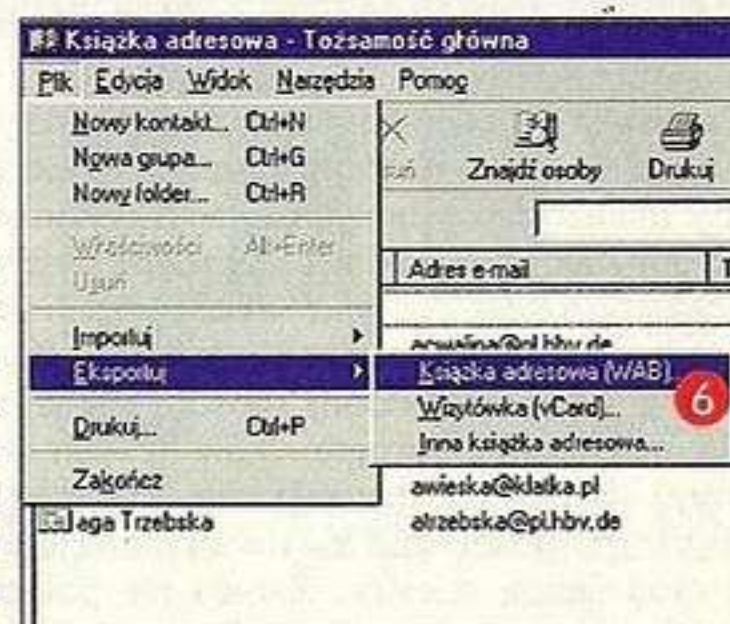 Książka adresowa - Tożsamość główna
Plik Edycja Widok Narzędzia Pomoc
Nowy kontakt... Ctrl+N
Nowa grupa... Ctrl+G
Nowy folder... Ctrl+R
Właściwości Alt+Enter
Usuń
Importuj
Eksportuj
Drukuj... Ctrl+P
Zakończ
Znajdź osoby Drukuj
Adres e-mail
Książka adresowa (WAB)...
6
Wizytówka (vCard)...
Inna książka adresowa...
awieska@klatka.pl
aga Trzebska atrzebska@pl.hbv.de